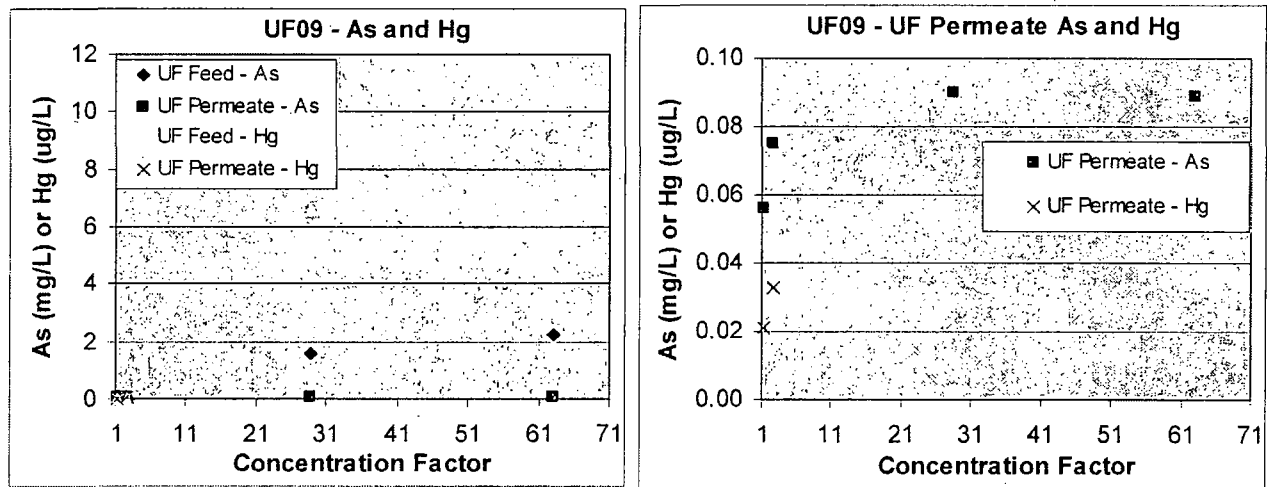 UF09 - As and Hg
As (mg/L) or Hg (ug/L)
12
10
8
6
4
2
0
UF Feed - As
UF Permeate - As
UF Feed - Hg
UF Permeate - Hg
1 11 21 31 41 51 61 71
Concentration Factor
UF09 - UF Permeate As and Hg
As (mg/L) or Hg (ug/L)
0.10
0.08
0.06
0.04
0.02
0.00
UF Permeate - As
UF Permeate - Hg
1 11 21 31 41 51 61 71
Concentration Factor